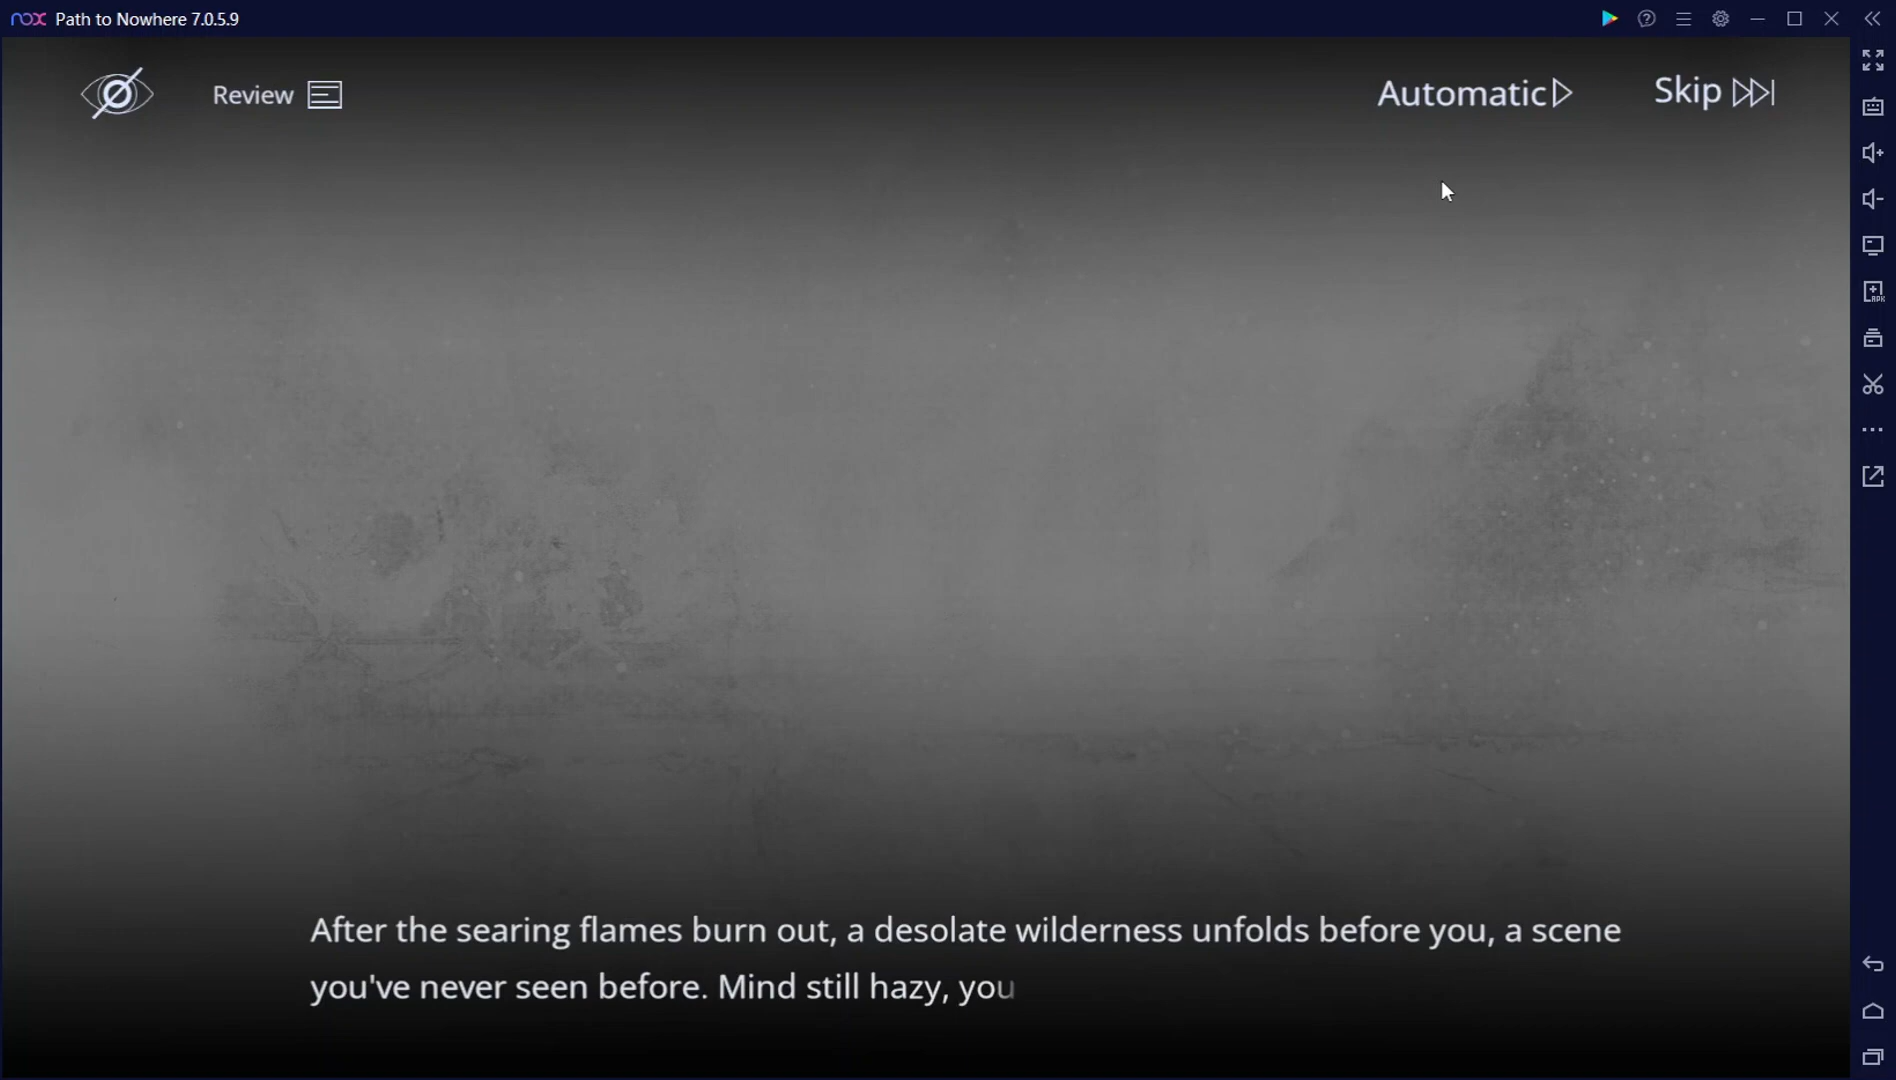 nox Path to Nowhere 7.0.5.9
Review
Automatic
Skip
After the searing flames burn out, a desolate wilderness unfolds before you, a scene
you've never seen before. Mind still hazy, you